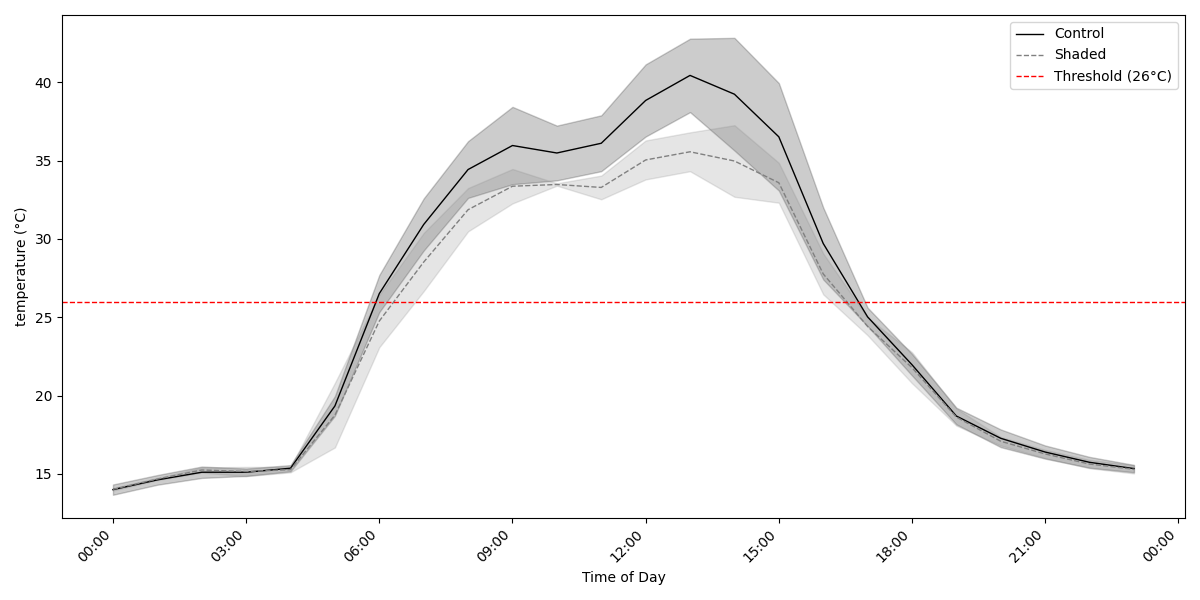 Control
Shaded
Threshold (26°C)
temperature (°C)
40
35
30
25
20
15
00:00 03:00 06:00 09:00 12:00 15:00 18:00 21:00 00:00
Time of Day